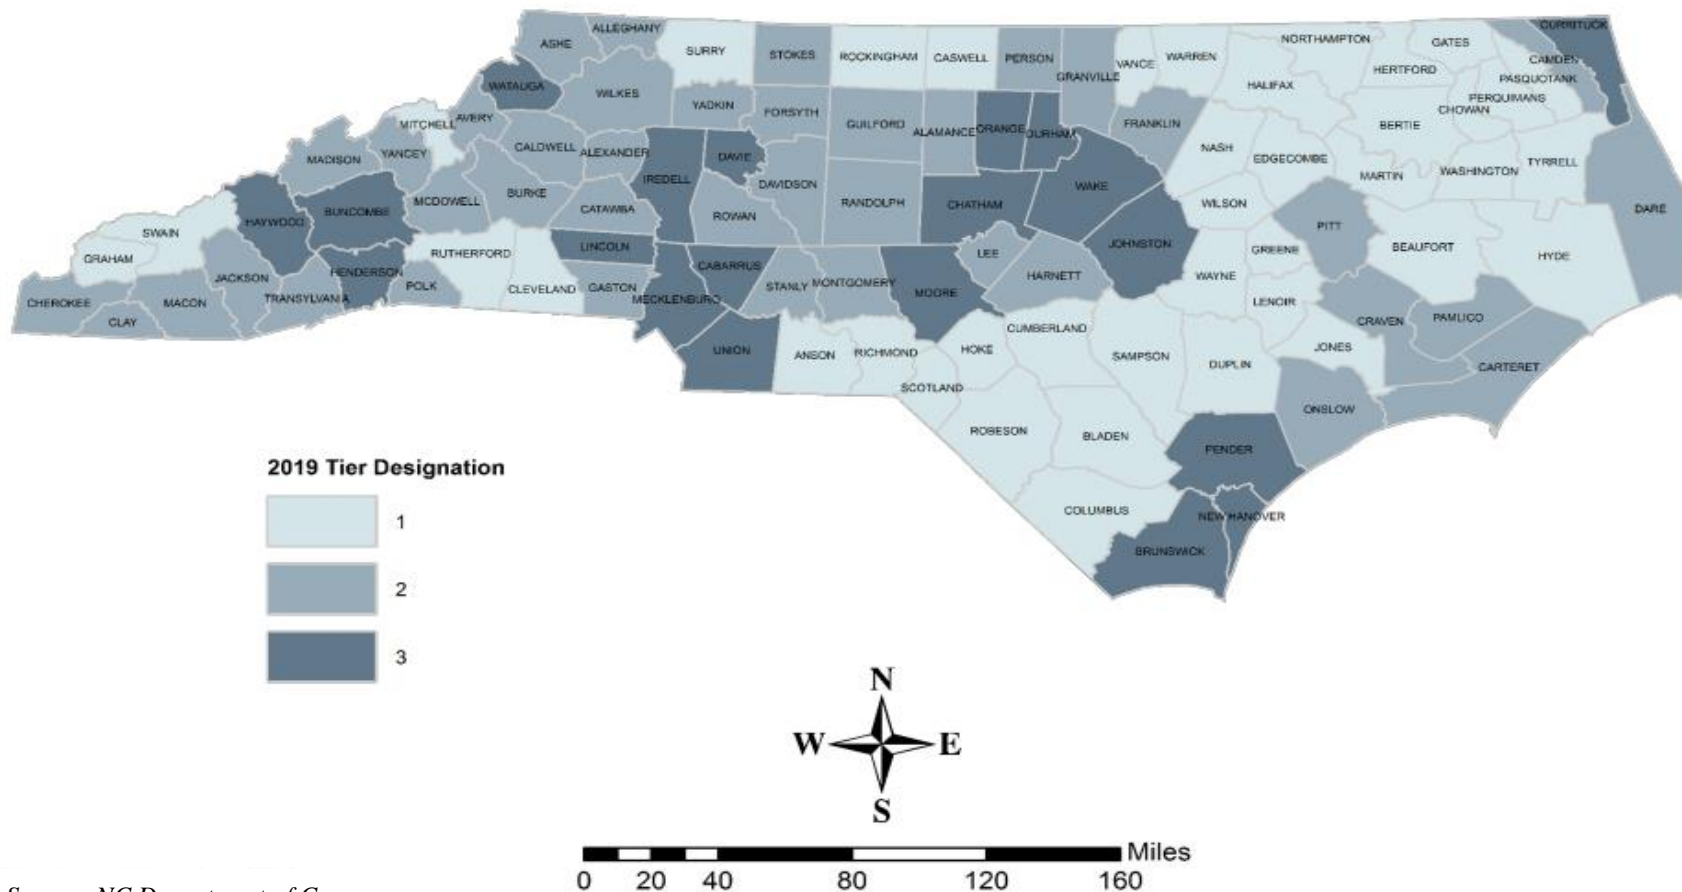 CURRITUCK
ALLEGHANY
ASHE
SURRY
STOKES
ROCKINGHAM
CASWELL
PERSON
GRANVILLE
VANCE
WARREN
NORTHAMPTON
GATES
HERTFORD
CAMDEN
PASQUOTANK
PERQUIMANS
CHOWAN
HALIFAX
BERTIE
WATAUGA
WILKES
YADKIN
FORSYTH
GUILFORD
ALAMANCE
ORANGE
DURHAM
FRANKLIN
NASH
EDGECOMBE
MARTIN
WASHINGTON
TYRRELL
DARE
MITCHELL
AVERY
YANCEY
MADISON
CALDWELL
ALEXANDER
IREDELL
DAVIE
DAVIDSON
RANDOLPH
CHATHAM
WAKE
WILSON
PITT
BEAUFORT
HYDE
MCDOWELL
BURKE
CATAWBA
ROWAN
BUNCOMBE
HAYWOOD
SWAIN
GRAHAM
RUTHERFORD
LINCOLN
CABARRUS
LEE
HARNETT
JOHNSTON
GREENE
WAYNE
LENOIR
CHEROKEE
CLAY
MACON
JACKSON
TRANSYLVANIA
HENDERSON
POLK
CLEVELAND
GASTON
MECKLENBURG
STANLY
MONTGOMERY
MOORE
CRAVEN
PAMLICO
CARTERET
JONES
UNION
ANSON
RICHMOND
SCOTLAND
HOKE
CUMBERLAND
SAMPSON
DUPLIN
ONSLOW
ROBESON
BLADEN
PENDER
COLUMBUS
NEW HANOVER
BRUNSWICK
2019 Tier Designation
1
2
3
N
W E
S
Miles
0 20 40 80 120 160